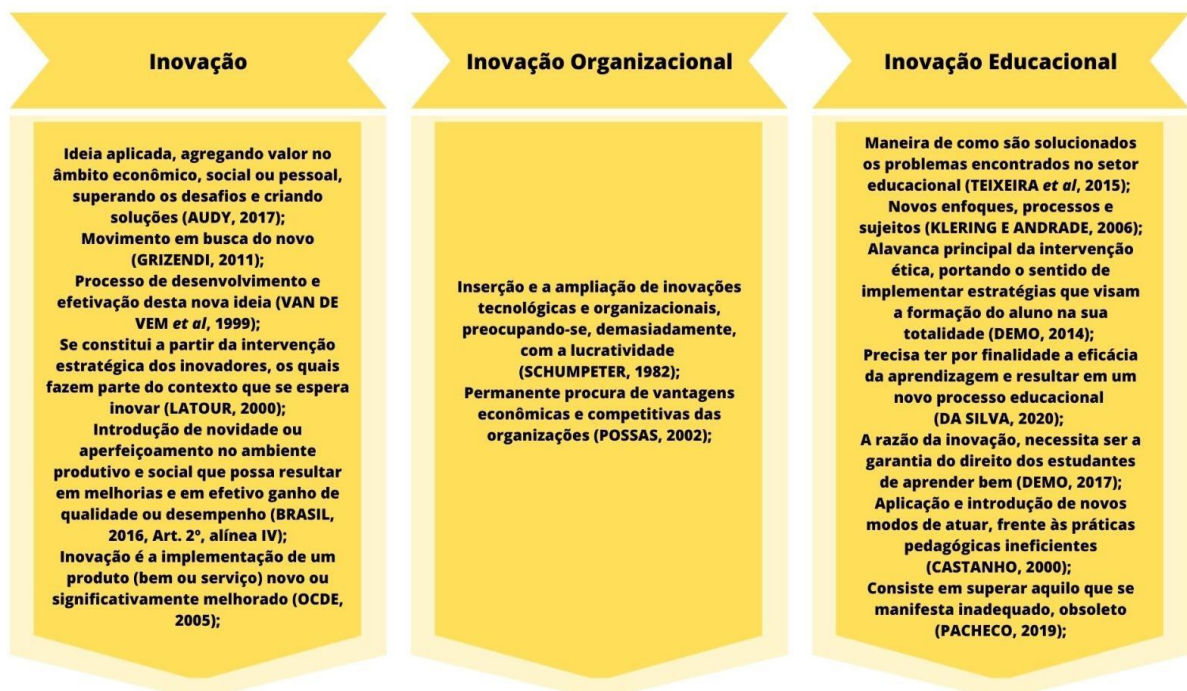 Inovação
Ideia aplicada, agregando valor no
âmbito econômico, social ou pessoal,
superando os desafios e criando
soluções (AUDY, 2017);
Movimento em busca do novo
(GRIZENDI, 2011);
Processo de desenvolvimento e
efetivação desta nova ideia (VAN DE
VEM et al, 1999);
Se constitui a partir da intervenção
estratégica dos inovadores, os quais
fazem parte do contexto que se espera
inovar (LATOUR, 2000);
Introdução de novidade ou
aperfeiçoamento no ambiente
produtivo e social que possa resultar
em melhorias e em efetivo ganho de
qualidade ou desempenho (BRASIL,
2016, Art. 2º, alínea IV);
Inovação é a implementação de um
produto (bem ou serviço) novo ou
significativamente melhorado (OCDE,
2005);
Inovação Organizacional
Inserção e a ampliação de inovações
tecnológicas e organizacionais,
preocupando-se, demasiadamente,
com a lucratividade
(SCHUMPETER, 1982);
Permanente procura de vantagens
econômicas e competitivas das
organizações (POSSAS, 2002);
Inovação Educacional
Maneira de como são solucionados
os problemas encontrados no setor
educacional (TEIXEIRA et al, 2015);
Novos enfoques, processos e
sujeitos (KLERING E ANDRADE, 2006);
Alavanca principal da intervenção
ética, portando o sentido de
implementar estratégias que visam
a formação do aluno na sua
totalidade (DEMO, 2014);
Precisa ter por finalidade a eficácia
da aprendizagem e resultar em um
novo processo educacional
(DA SILVA, 2020);
A razão da inovação, necessita ser a
garantia do direito dos estudantes
de aprender bem (DEMO, 2017);
Aplicação e introdução de novos
modos de atuar, frente às práticas
pedagógicas ineficientes
(CASTANHO, 2000);
Consiste em superar aquilo que se
manifesta inadequado, obsoleto
(PACHECO, 2019);